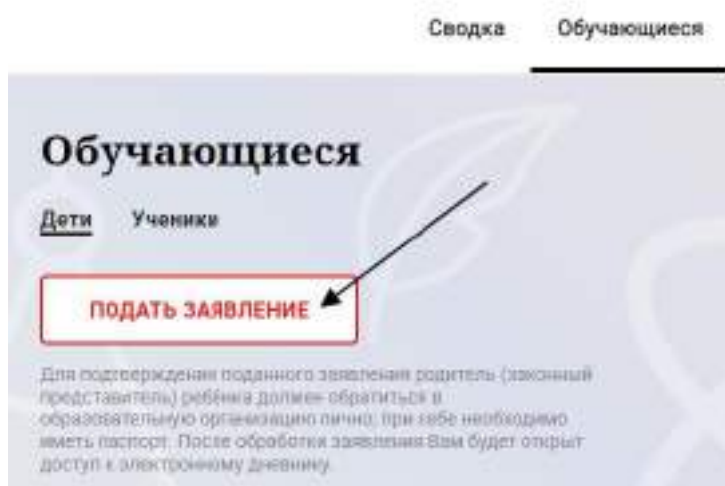 Сводка Обучающиеся
Обучающиеся
Дети Ученики
ПОДАТЬ ЗАЯВЛЕНИЕ
Для подтверждения поданного заявления родитель (законный
представитель) ребёнка должен обратиться в
образовательную организацию лично, при себе необходимо
иметь паспорт. После обработки заявления Вам будет открыт
доступ к электронному дневнику.